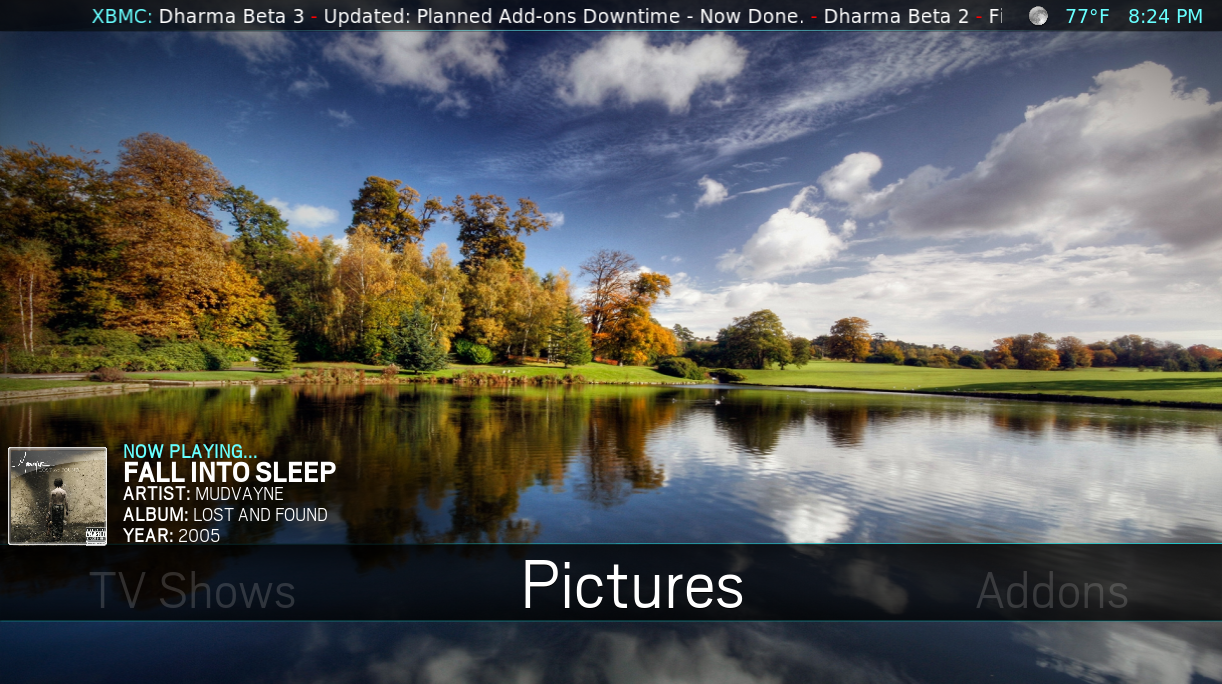 XBMC: Dharma Beta 3 - Updated: Planned Add-ons Downtime - Now Done. - Dharma Beta 2 - Fi 77°F 8:24 PM
NOW PLAYING...
FALL INTO SLEEP
ARTIST: MUDVAYNE
ALBUM: LOST AND FOUND
YEAR: 2005
TV Shows Pictures Addons